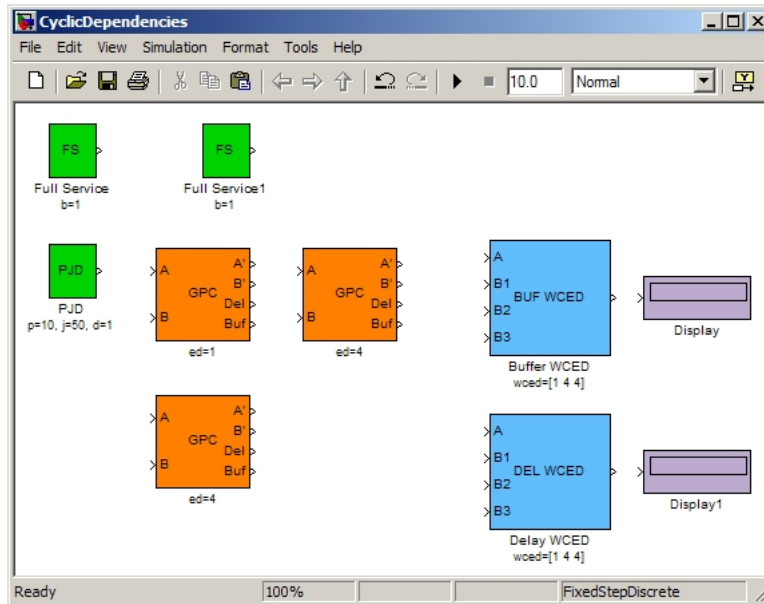 CyclicDependencies
File Edit View Simulation Format Tools Help
10.0 Normal
FS
Full Service
b=1
FS
Full Service1
b=1
PJD
PJD
p=10, j=50, d=1
A
B
GPC
A'
B'
Del
Buf
ed=1
A
B
GPC
A'
B'
Del
Buf
ed=4
A
B1
B2
B3
BUF WCED
Buffer WCED
wced=[1 4 4]
Display
A
B
GPC
A'
B'
Del
Buf
ed=4
A
B1
B2
B3
DEL WCED
Delay WCED
wced=[1 4 4]
Display1
Ready 100% FixedStepDiscrete